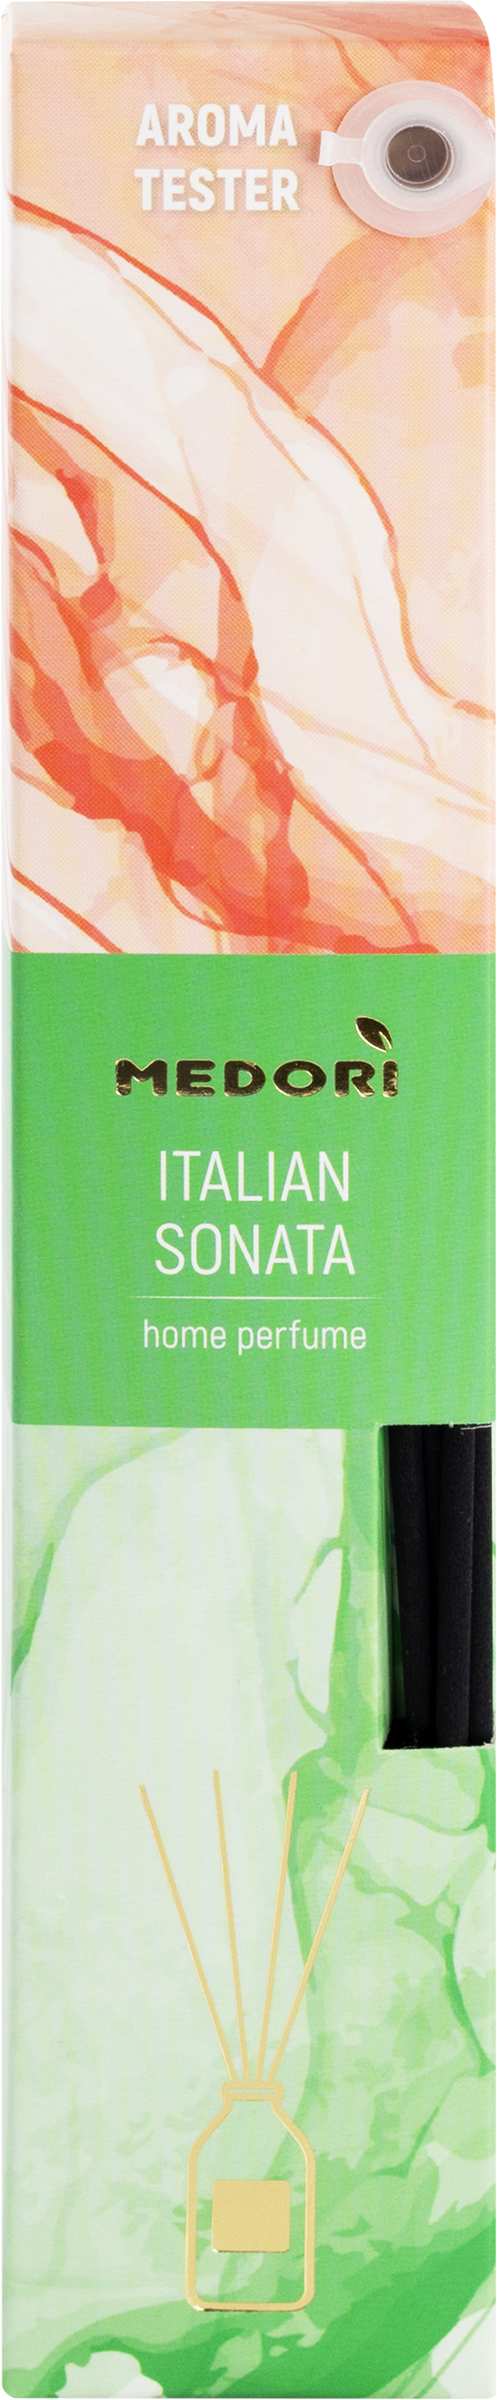 AROMA
TESTER
MEDORI
ITALIAN
SONATA
home perfume